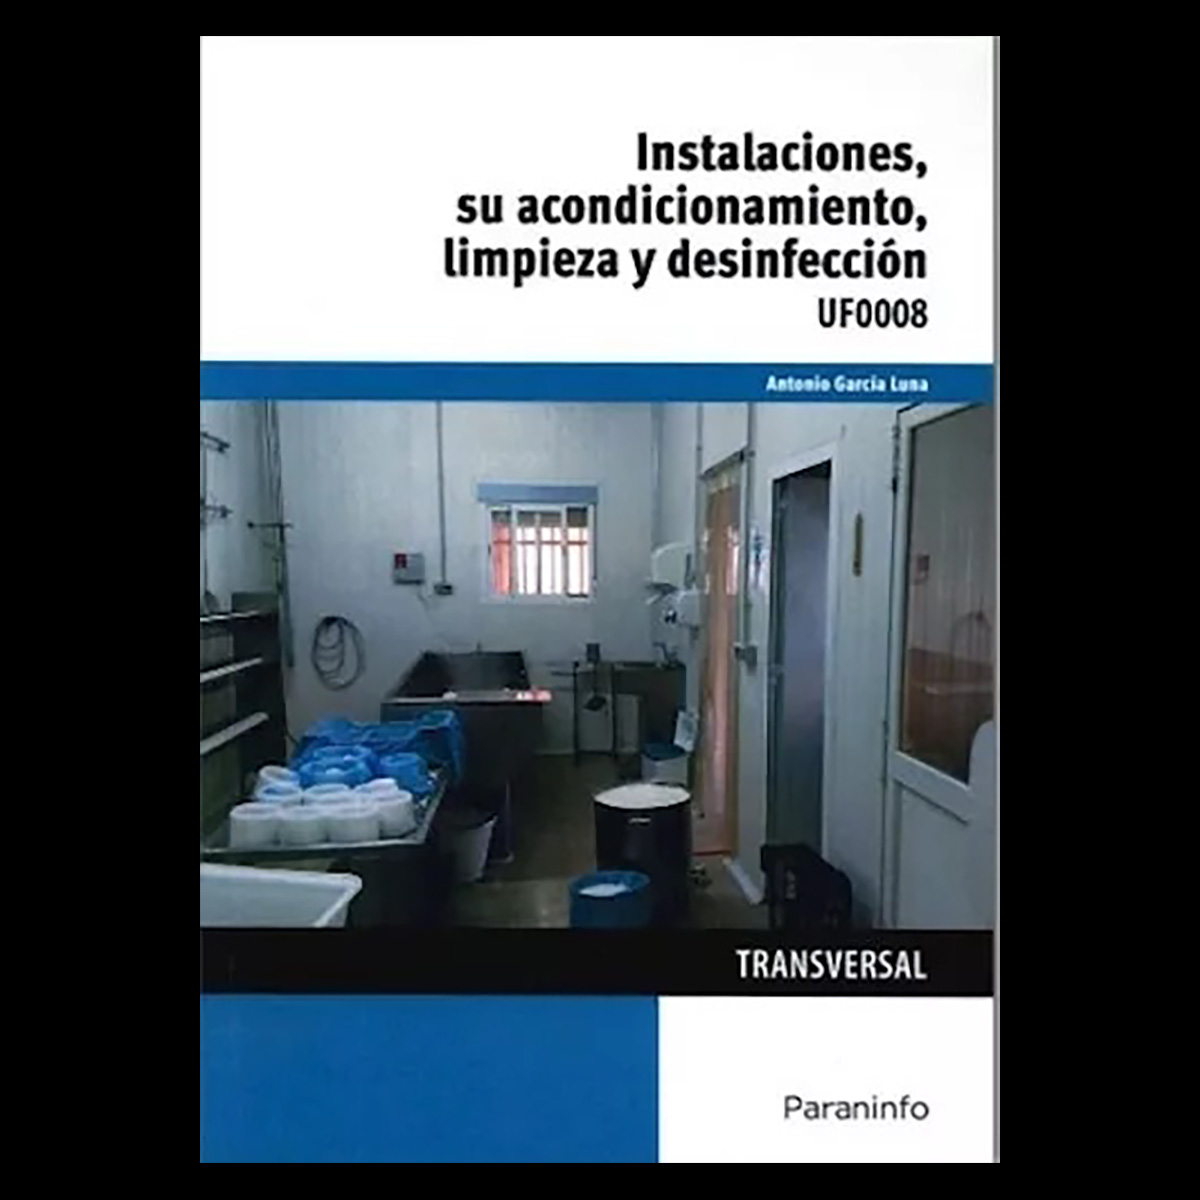 Instalaciones,
su acondicionamiento,
limpieza y desinfección
UF0008
Antonio García Luna
TRANSVERSAL
Paraninfo